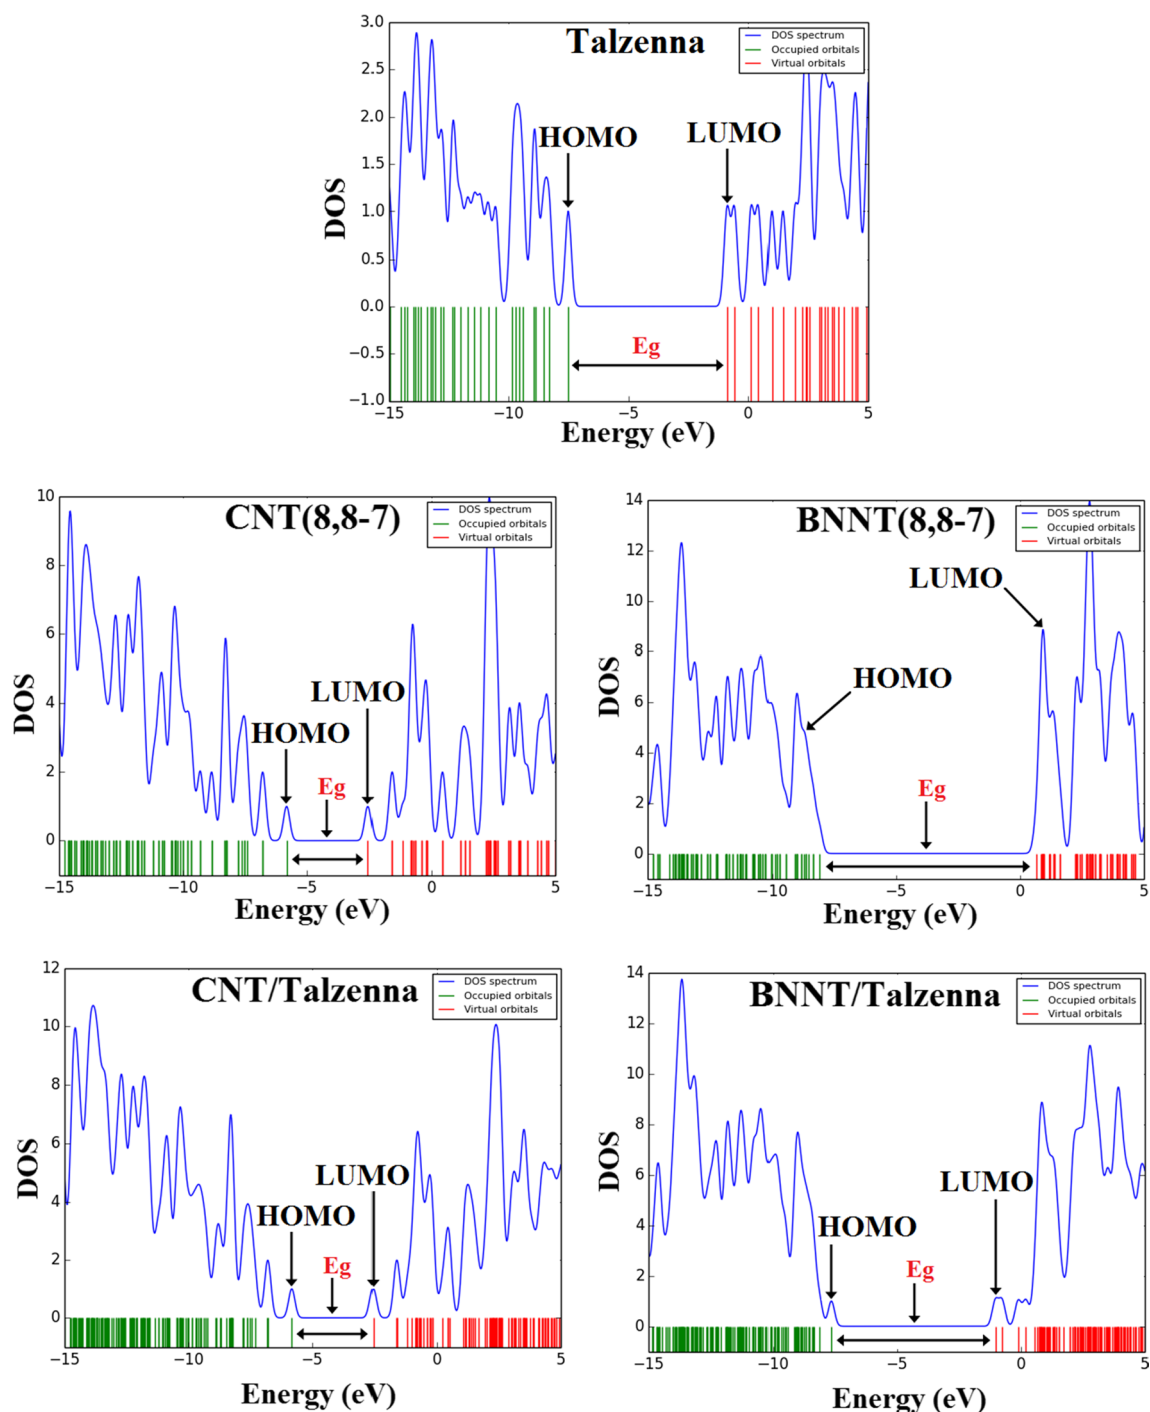 Talzenna
DOS spectrum
Occupied orbitals
Virtual orbitals
HOMO
LUMO
Eg
DOS
3.0
2.5
2.0
1.5
1.0
0.5
0.0
−0.5
−1.0
−15 −10 −5 0 5
Energy (eV)
CNT(8,8-7)
DOS spectrum
Occupied orbitals
Virtual orbitals
LUMO
HOMO
Eg
DOS
10
8
6
4
2
0
−15 −10 −5 0 5
Energy (eV)
BNNT(8,8-7)
DOS spectrum
Occupied orbitals
Virtual orbitals
LUMO
HOMO
Eg
DOS
14
12
10
8
6
4
2
0
−15 −10 −5 0 5
Energy (eV)
CNT/Talzenna
DOS spectrum
Occupied orbitals
Virtual orbitals
LUMO
HOMO
Eg
DOS
12
10
8
6
4
2
0
−15 −10 −5 0 5
Energy (eV)
BNNT/Talzenna
DOS spectrum
Occupied orbitals
Virtual orbitals
LUMO
HOMO
Eg
DOS
14
12
10
8
6
4
2
0
−15 −10 −5 0 5
Energy (eV)